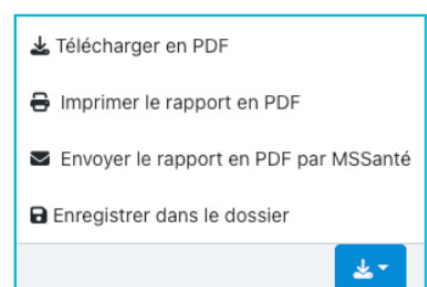 Télécharger en PDF
Imprimer le rapport en PDF
Envoyer le rapport en PDF par MSSanté
Enregistrer dans le dossier